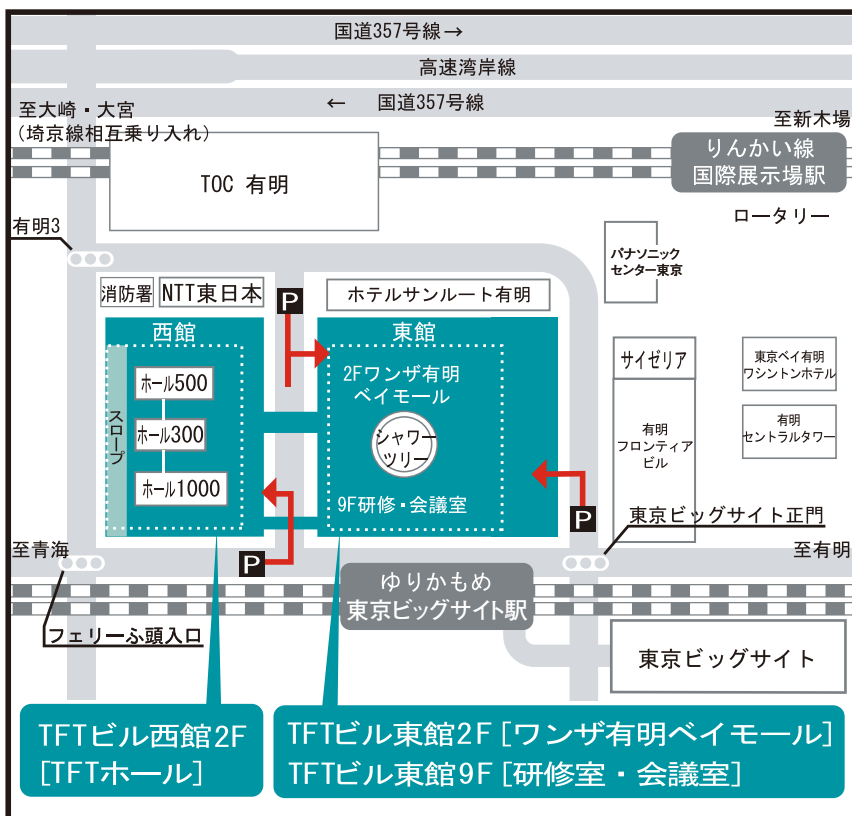 国道357号線→
高速湾岸線
← 国道357号線
至大崎・大宮
(埼京線相互乗り入れ)
至新木場
りんかい線
国際展示場駅
TOC 有明
ロータリー
有明3
パナソニック
センター東京
消防署
NTT東日本
P
ホテルサンルート有明
西館
東館
サイゼリア
東京ベイ有明
ワシントンホテル
2Fワンザ有明
ベイモール
ホール500
スロープ
ホール300
シャワー
ツリー
有明
フロンティア
ビル
有明
セントラルタワー
ホール1000
9F研修・会議室
P
東京ビッグサイト正門
至青海
P
至有明
ゆりかもめ
東京ビッグサイト駅
フェリーふ頭入口
東京ビッグサイト
TFTビル西館2F
[TFTホール]
TFTビル東館2F[ワンザ有明ベイモール]
TFTビル東館9F[研修室・会議室]